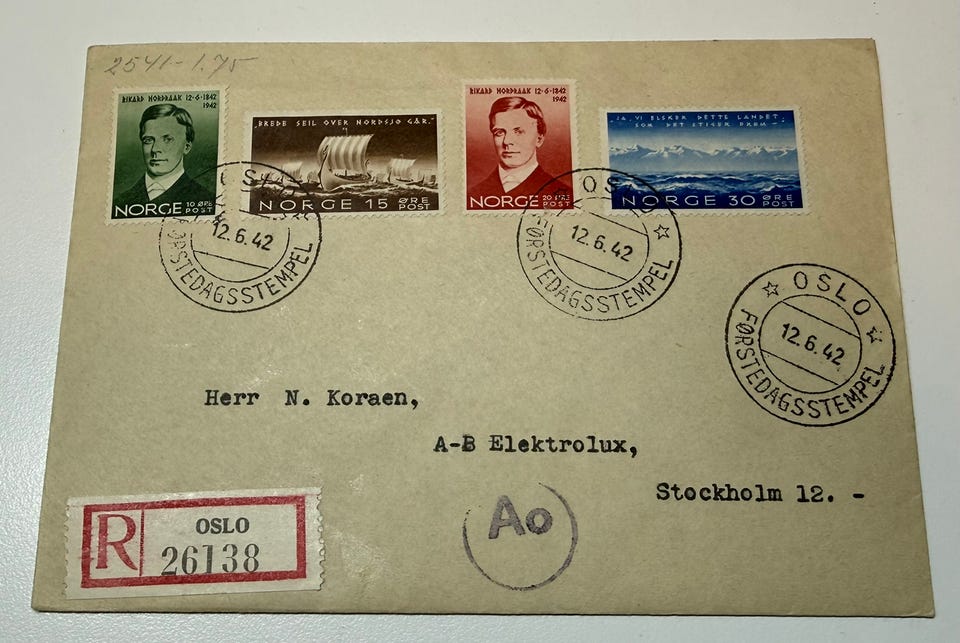 2541-1.75
RIKARD NORDRAAK 12·6·1842
1942
NORGE 10 ØRE
POST
„BREDE SEIL OVER NORDSJØ GÅR."
NORGE 15 ØRE
POST
RIKARD NORDRAAK 12·6·1842
1942
NORGE 20 ØRE
POST
„JA, VI ELSKER DETTE LANDET,
SOM DET STIGER FREM —"
NORGE 30 ØRE
POST
OSLO
12.6.42
FØRSTEDAGSSTEMPEL
OSLO
12.6.42
FØRSTEDAGSSTEMPEL
OSLO
12.6.42
FØRSTEDAGSSTEMPEL
Herr N. Koraen,
A-B Elektrolux,
Stockholm 12. -
R OSLO
26138
Ao